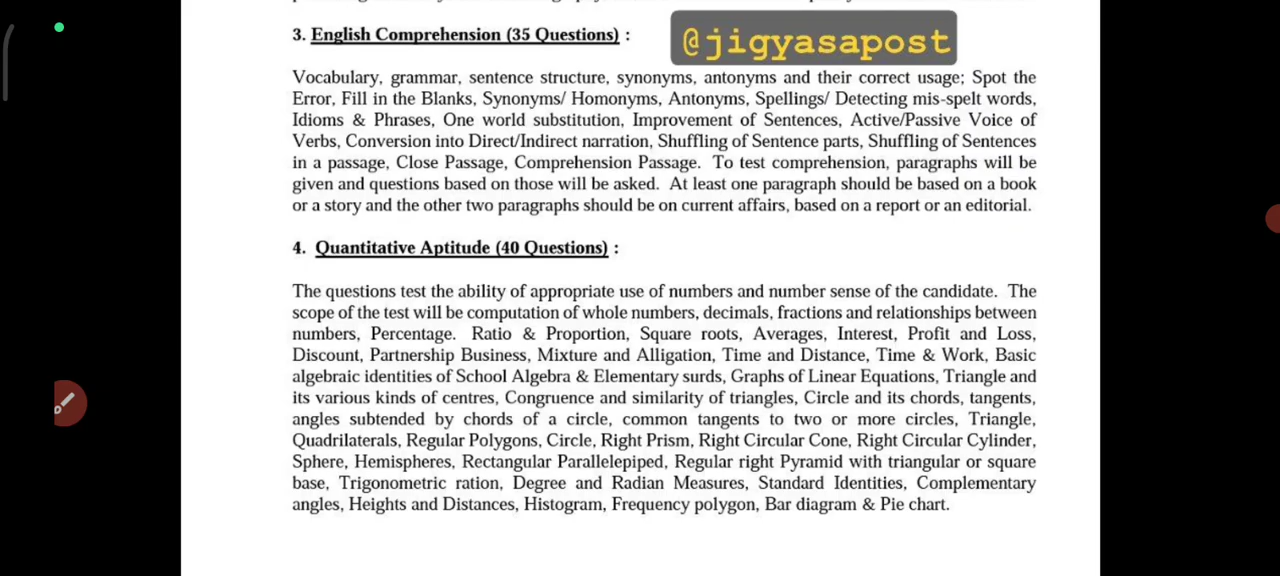 3. English Comprehension (35 Questions) :
@jigyasapost
Vocabulary, grammar, sentence structure, synonyms, antonyms and their correct usage; Spot the
Error, Fill in the Blanks, Synonyms/ Homonyms, Antonyms, Spellings/ Detecting mis-spelt words,
Idioms & Phrases, One world substitution, Improvement of Sentences, Active/Passive Voice of
Verbs, Conversion into Direct/Indirect narration, Shuffling of Sentence parts, Shuffling of Sentences
in a passage, Close Passage, Comprehension Passage. To test comprehension, paragraphs will be
given and questions based on those will be asked. At least one paragraph should be based on a book
or a story and the other two paragraphs should be on current affairs, based on a report or an editorial.
4. Quantitative Aptitude (40 Questions) :
The questions test the ability of appropriate use of numbers and number sense of the candidate. The
scope of the test will be computation of whole numbers, decimals, fractions and relationships between
numbers, Percentage. Ratio & Proportion, Square roots, Averages, Interest, Profit and Loss,
Discount, Partnership Business, Mixture and Alligation, Time and Distance, Time & Work, Basic
algebraic identities of School Algebra & Elementary surds, Graphs of Linear Equations, Triangle and
its various kinds of centres, Congruence and similarity of triangles, Circle and its chords, tangents,
angles subtended by chords of a circle, common tangents to two or more circles, Triangle,
Quadrilaterals, Regular Polygons, Circle, Right Prism, Right Circular Cone, Right Circular Cylinder,
Sphere, Hemispheres, Rectangular Parallelepiped, Regular right Pyramid with triangular or square
base, Trigonometric ration, Degree and Radian Measures, Standard Identities, Complementary
angles, Heights and Distances, Histogram, Frequency polygon, Bar diagram & Pie chart.